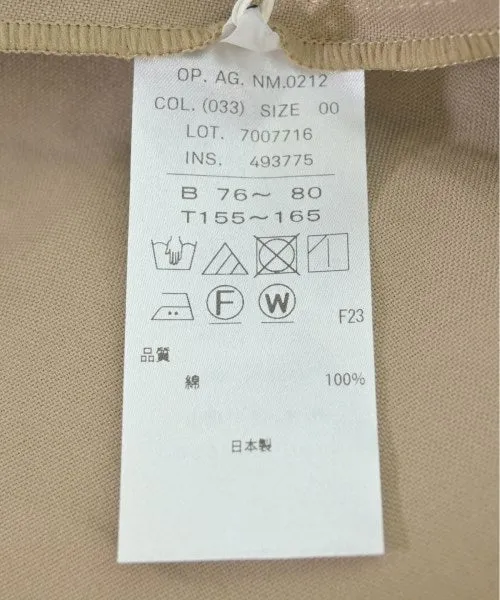 OP. AG. NM.0212
COL. (033) SIZE 00
LOT. 7007716
INS. 493775
B 76～ 80
T155～165
F W
F23
品質
綿 100%
日本製